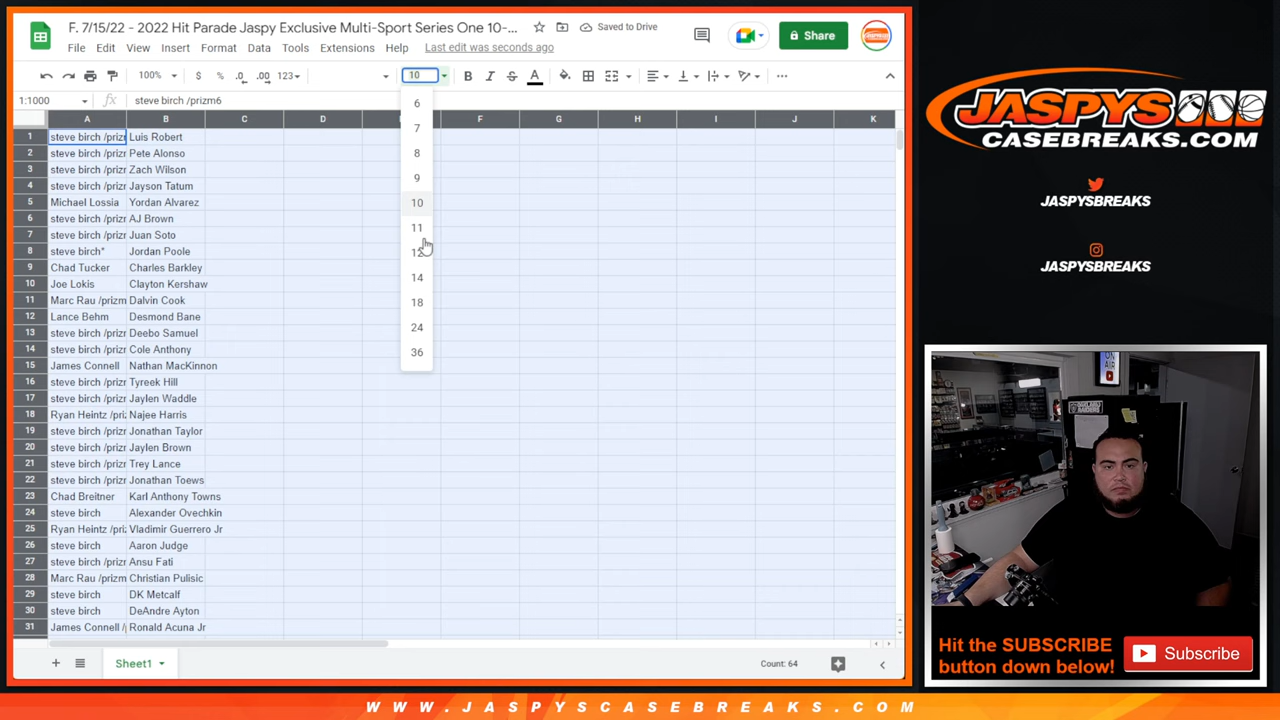 F. 7/15/22 - 2022 Hit Parade Jaspy Exclusive Multi-Sport Series One 10-...
Saved to Drive
Share
File Edit View Insert Format Data Tools Extensions Help Last edit was seconds ago
100% $ % .0 .00 123 10
1:1000 fx steve birch /prizm6
A B C D F G H I J K
1 steve birch /prizr Luis Robert
2 steve birch /prizr Pete Alonso
3 steve birch /prizr Zach Wilson
4 steve birch /prizr Jayson Tatum
5 Michael Lossia Yordan Alvarez
6 steve birch /prizr AJ Brown
7 steve birch /prizr Juan Soto
8 steve birch* Jordan Poole
9 Chad Tucker Charles Barkley
10 Joe Lokis Clayton Kershaw
11 Marc Rau /prizm Dalvin Cook
12 Lance Behm Desmond Bane
13 steve birch /prizr Deebo Samuel
14 steve birch /prizr Cole Anthony
15 James Connell Nathan MacKinnon
16 steve birch /prizr Tyreek Hill
17 steve birch /prizr Jaylen Waddle
18 Ryan Heintz /priz Najee Harris
19 steve birch /prizr Jonathan Taylor
20 steve birch /prizr Jaylen Brown
21 steve birch /prizr Trey Lance
22 steve birch /prizr Jonathan Toews
23 Chad Breitner Karl Anthony Towns
24 steve birch Alexander Ovechkin
25 Ryan Heintz /priz Vladimir Guerrero Jr
26 steve birch Aaron Judge
27 steve birch /prizr Ansu Fati
28 Marc Rau /prizm Christian Pulisic
29 steve birch DK Metcalf
30 steve birch DeAndre Ayton
31 James Connell / Ronald Acuna Jr
6
7
8
9
10
11
12
14
18
24
36
Sheet1
Count: 64
JASPYS
CASEBREAKS.COM
JASPYSBREAKS
JASPYSBREAKS
ON AIR
Hit the SUBSCRIBE
button down below!
Subscribe
WWW.JASPYSCASEBREAKS.COM